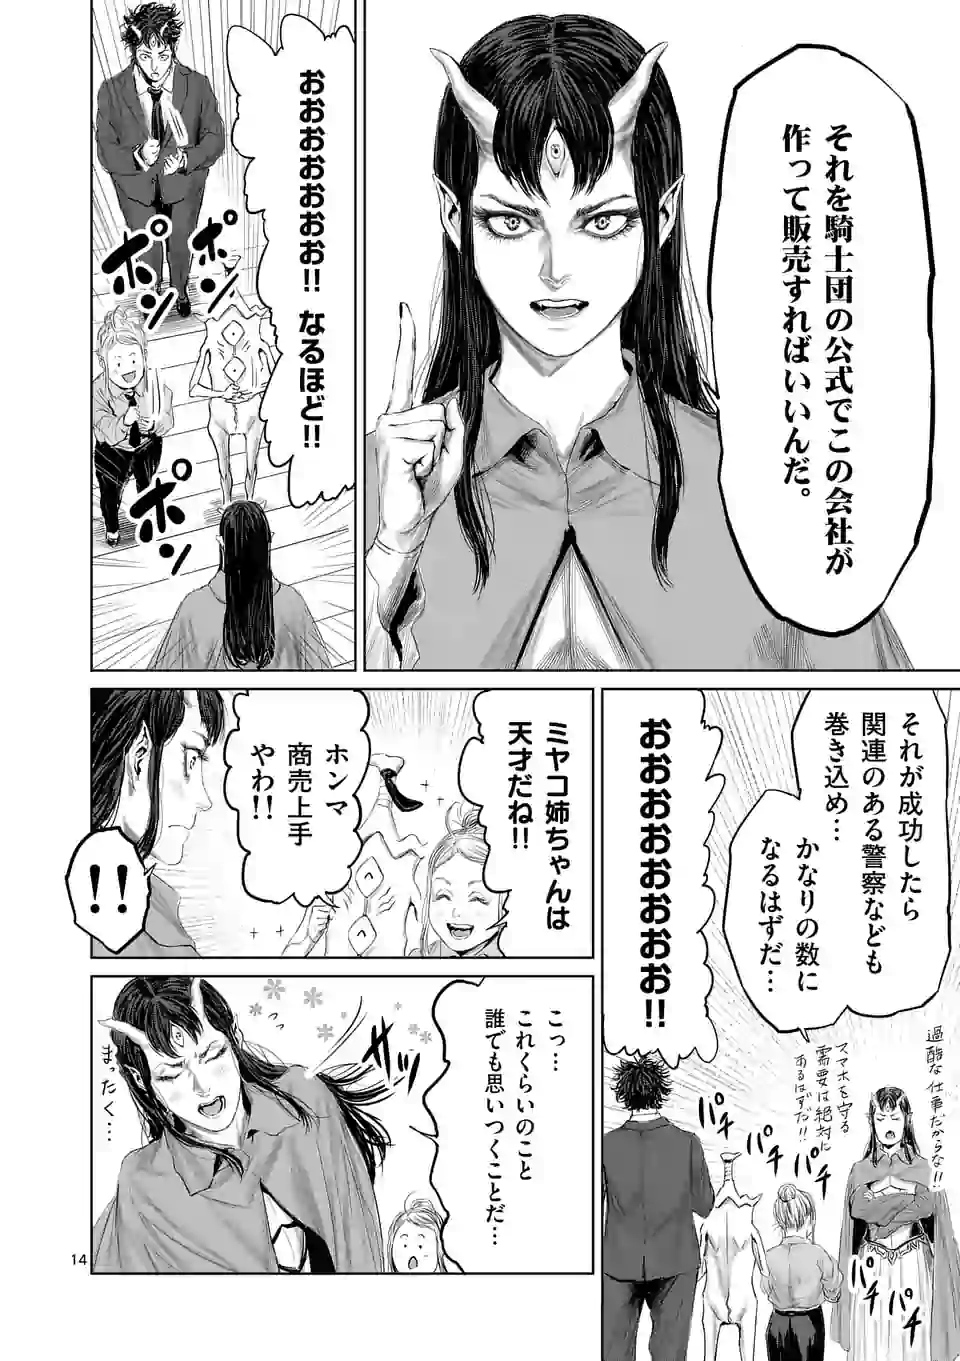 それを騎士団の公式でこの会社が
作って販売すればいいんだ。
おおおおおおお!!
なるほど!!
ポン
ポン
ポン
それが成功したら
関連のある警察なども
巻き込め…
かなりの数に
なるはずだ…
過酷な仕事だからな!!
スマホを守る
需要は絶対に
あるはずだ!!
おおおおおおおおお!!
パチ
パチ
パチ
パチ
パチ
ミヤコ姉ちゃんは
天才だね!!
ホンマ
商売上手
やわ!!
!!
こっ…
これくらいのこと
誰でも思いつくことだ…
まったく…
14